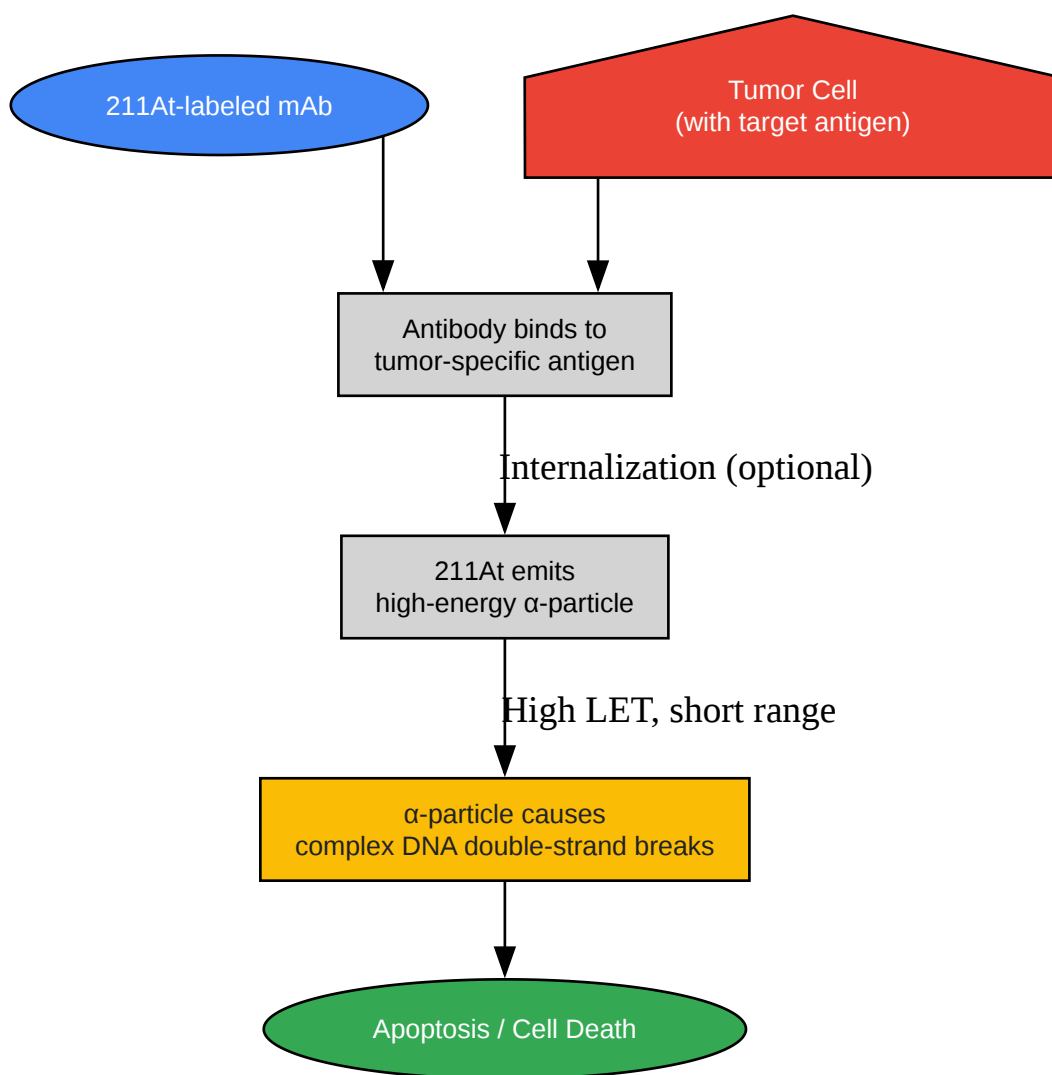 211At-labeled mAb
Tumor Cell
(with target antigen)
Antibody binds to
tumor-specific antigen
Internalization (optional)
211At emits
high-energy α-particle
High LET, short range
α-particle causes
complex DNA double-strand breaks
Apoptosis / Cell Death